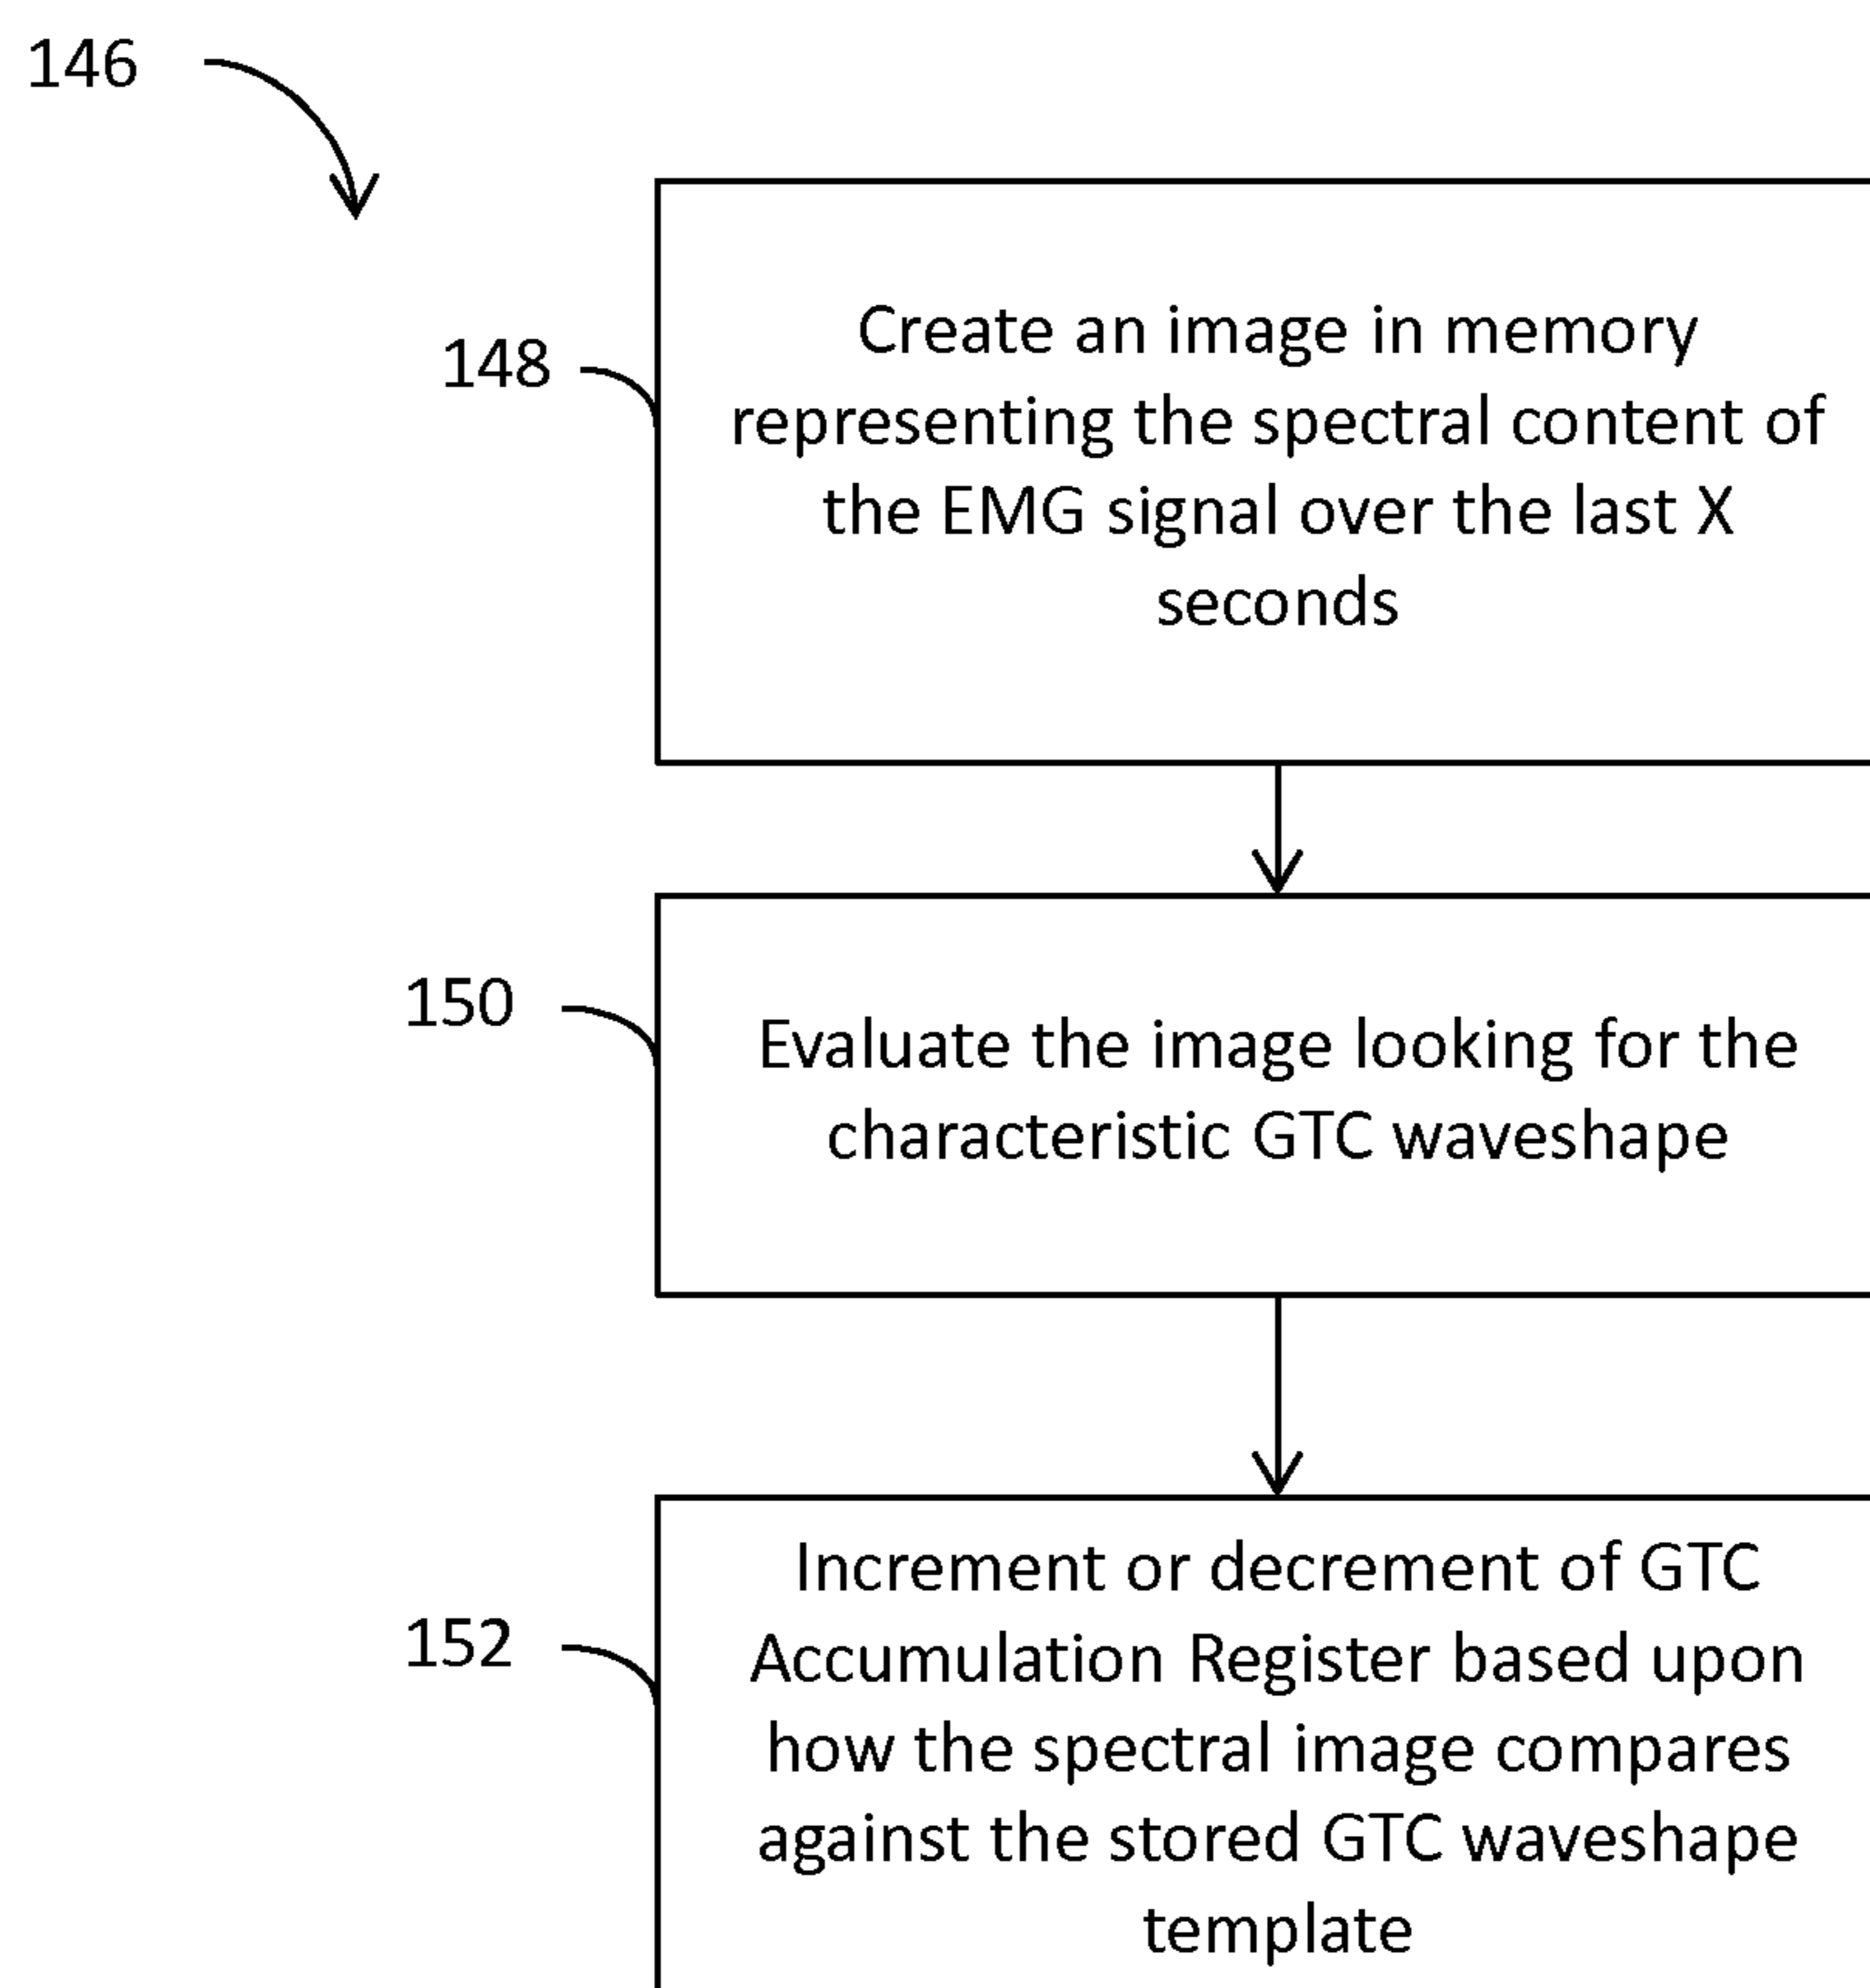 146
148
Create an image in memory
representing the spectral content of
the EMG signal over the last X
seconds
150
Evaluate the image looking for the
characteristic GTC waveshape
152
Increment or decrement of GTC
Accumulation Register based upon
how the spectral image compares
against the stored GTC waveshape
template